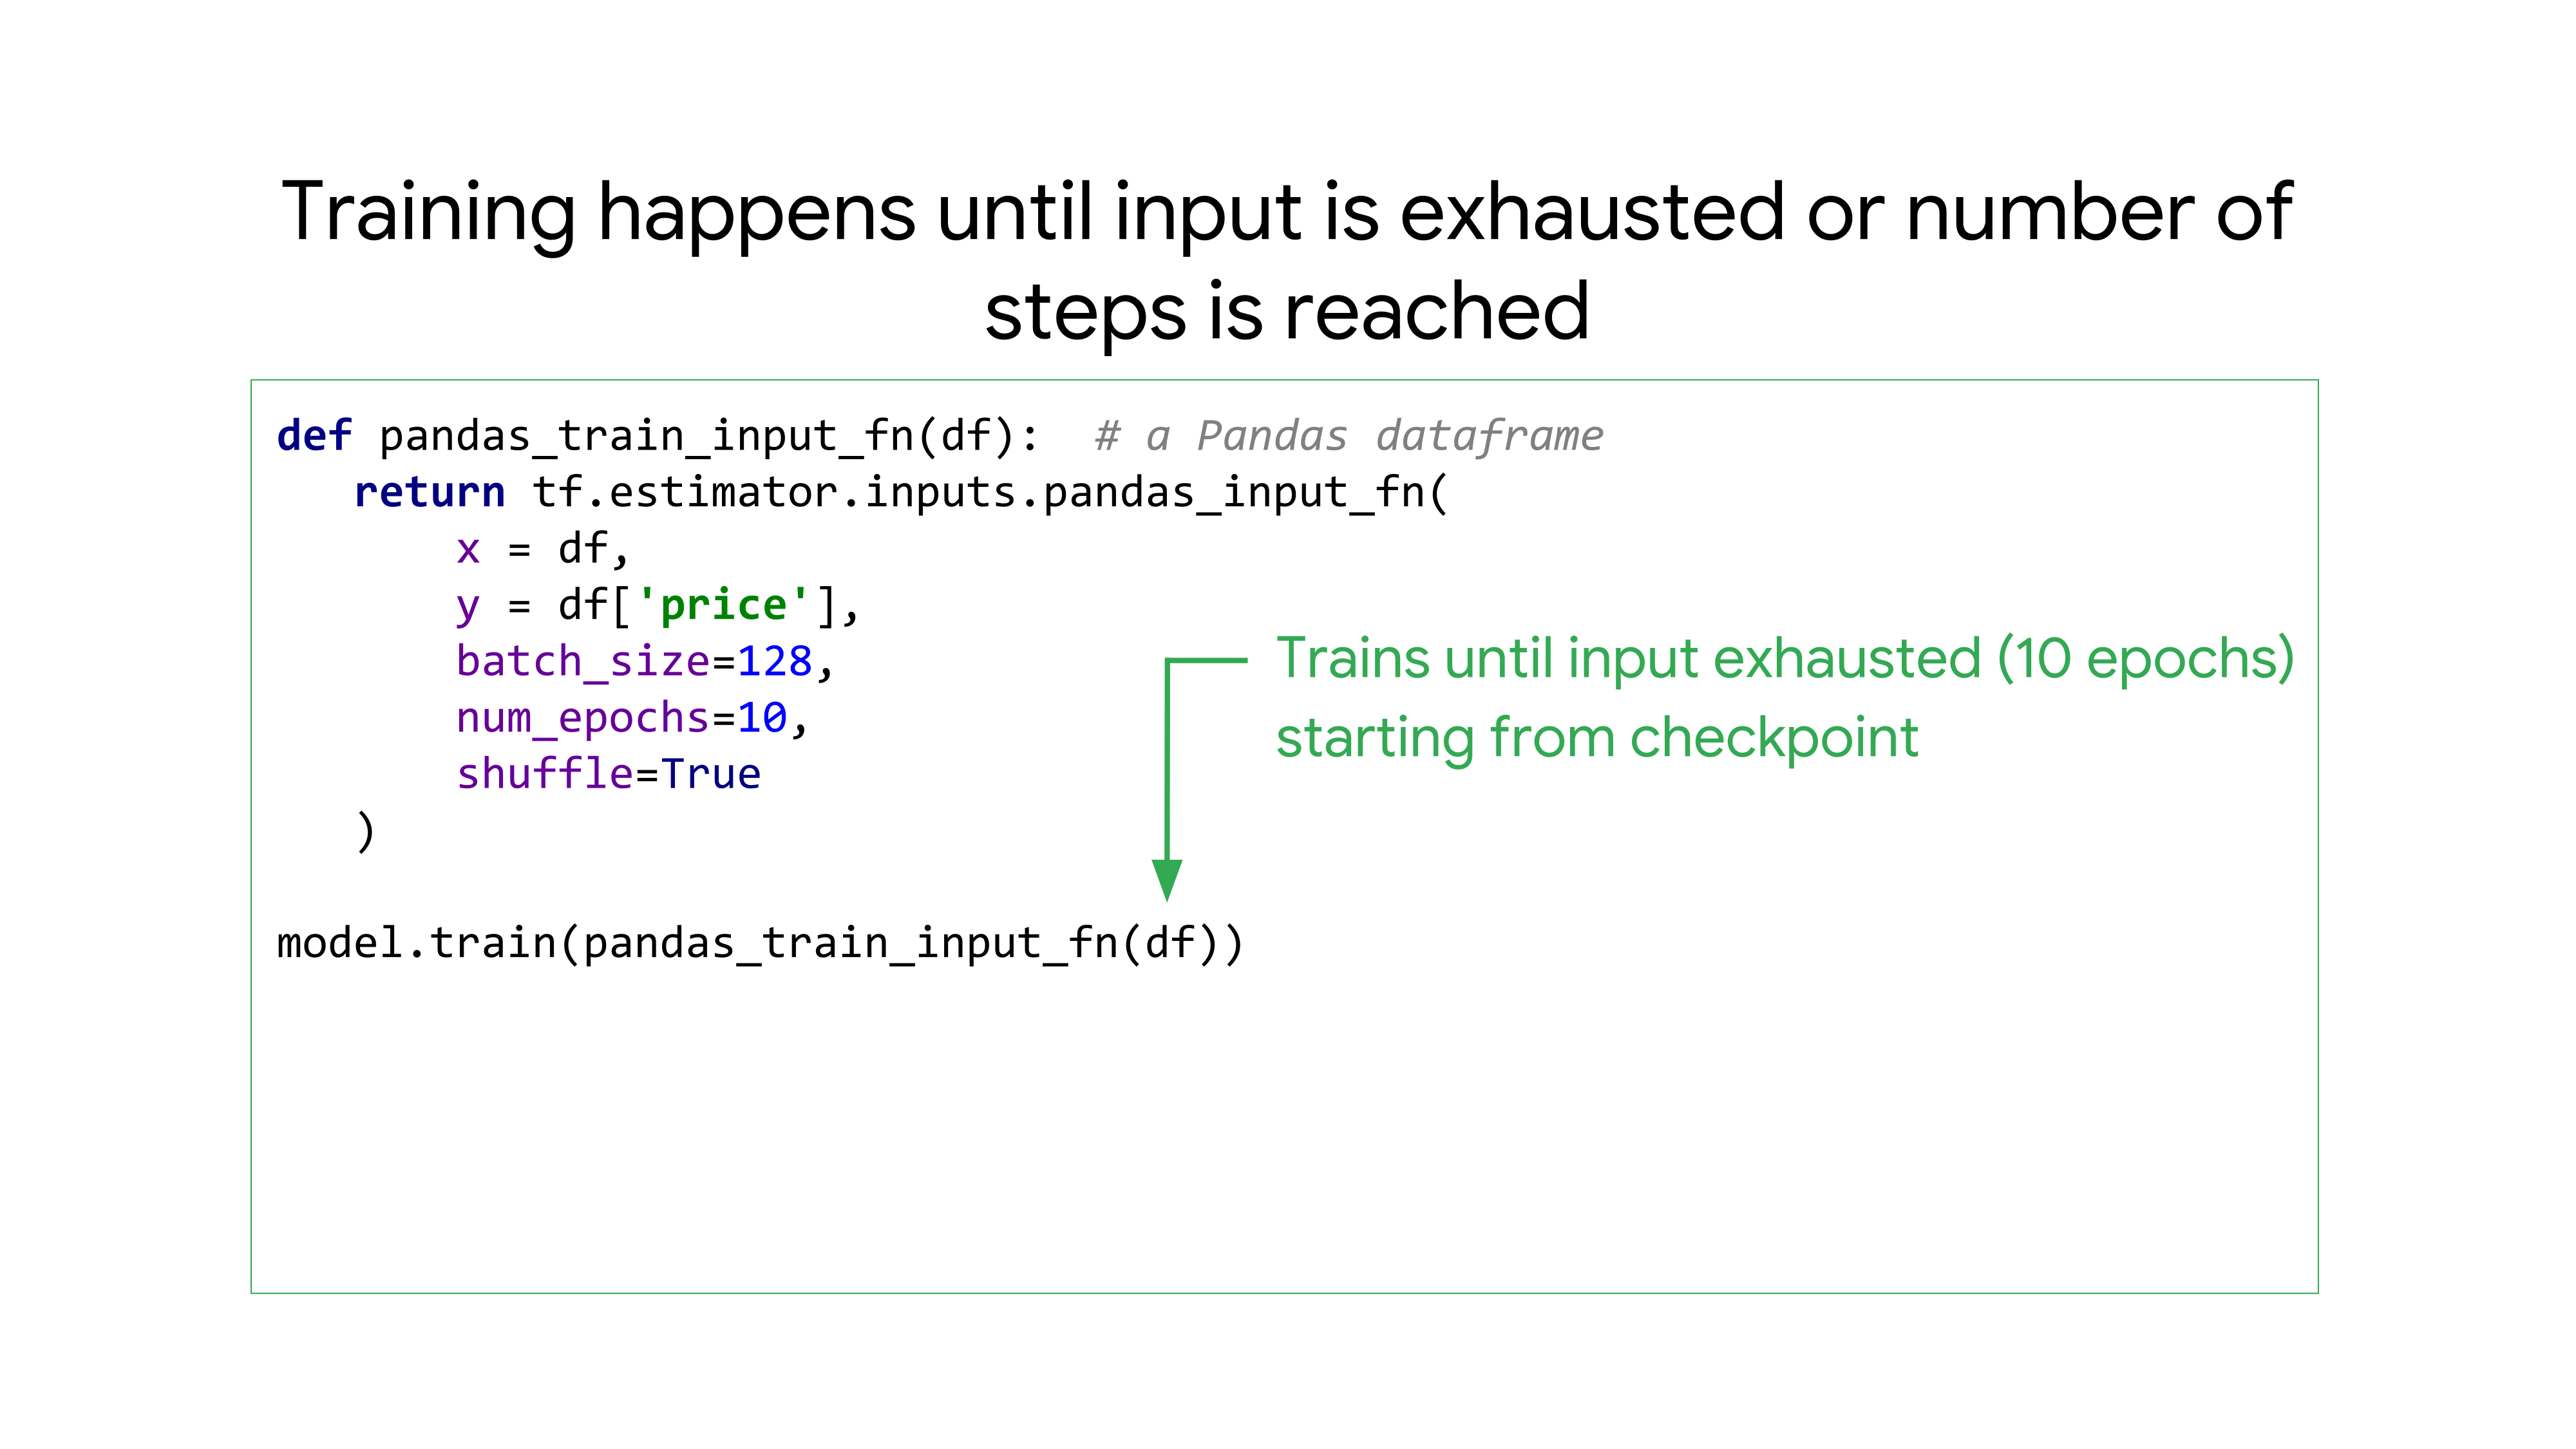 Training happens until input is exhausted or number of
steps is reached
def pandas_train_input_fn(df):  # a Pandas dataframe
   return tf.estimator.inputs.pandas_input_fn(
       x = df,
       y = df['price'],
       batch_size=128,
       num_epochs=10,
       shuffle=True
   )
Trains until input exhausted (10 epochs)
starting from checkpoint
model.train(pandas_train_input_fn(df))